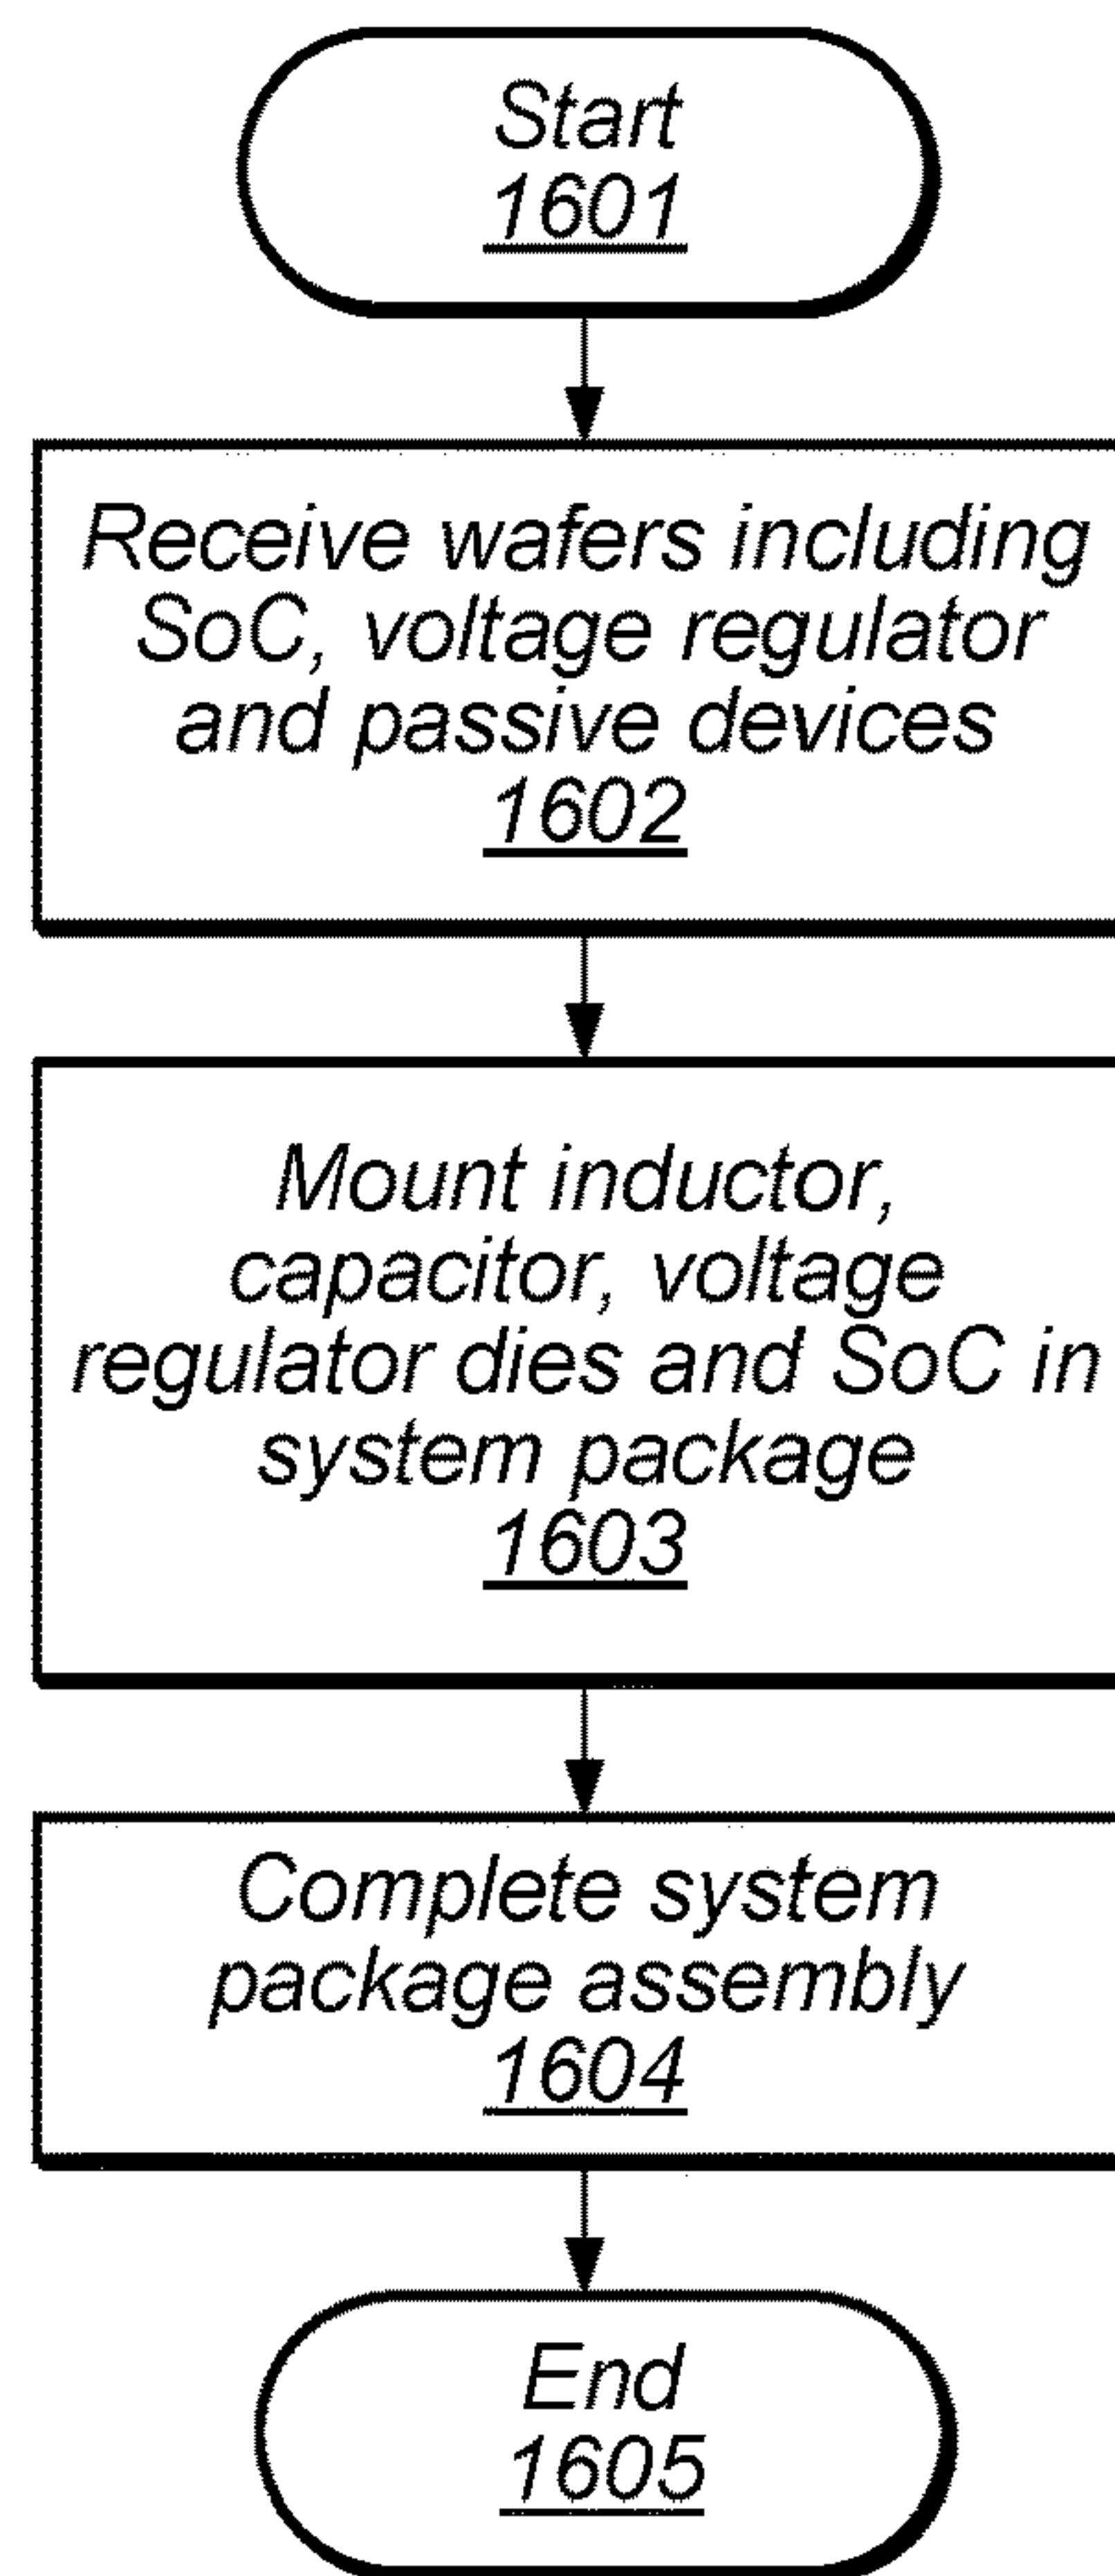 Start
1601
Receive wafers including
SoC, voltage regulator
and passive devices
1602
Mount inductor,
capacitor, voltage
regulator dies and SoC in
system package
1603
Complete system
package assembly
1604
End
1605